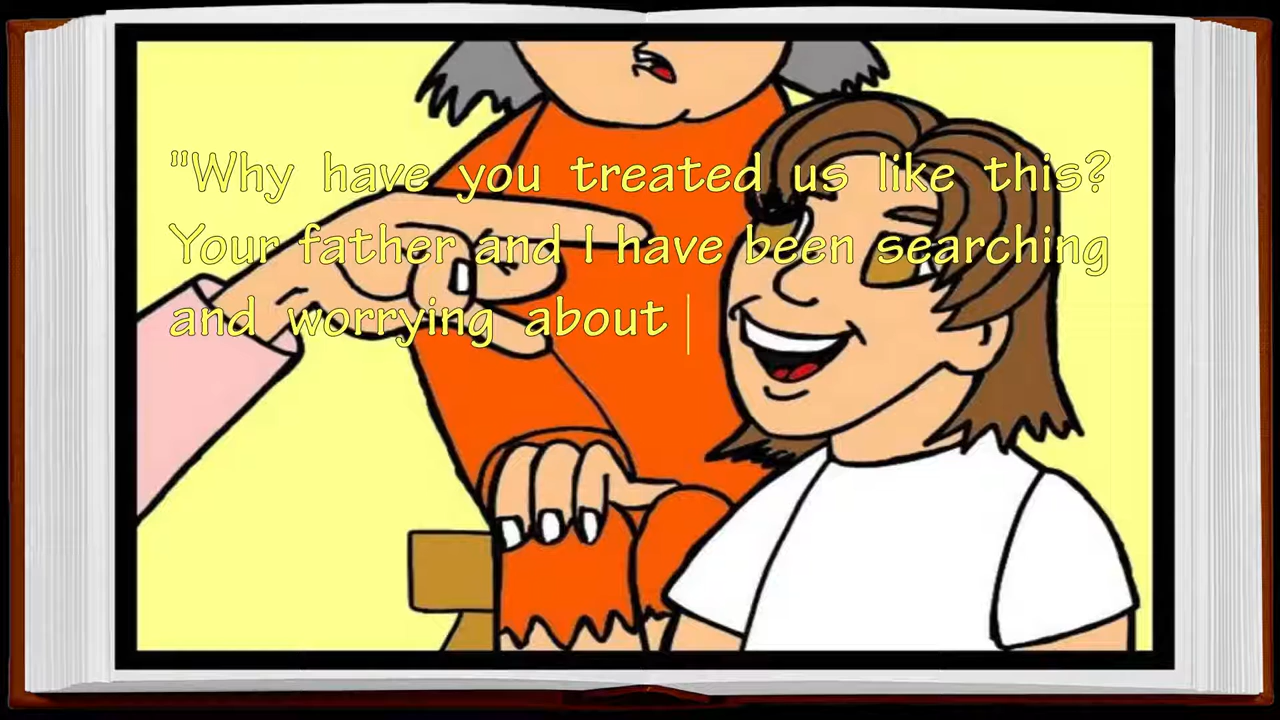 "Why have you treated us like this?
Your father and I have been searching
and worrying about